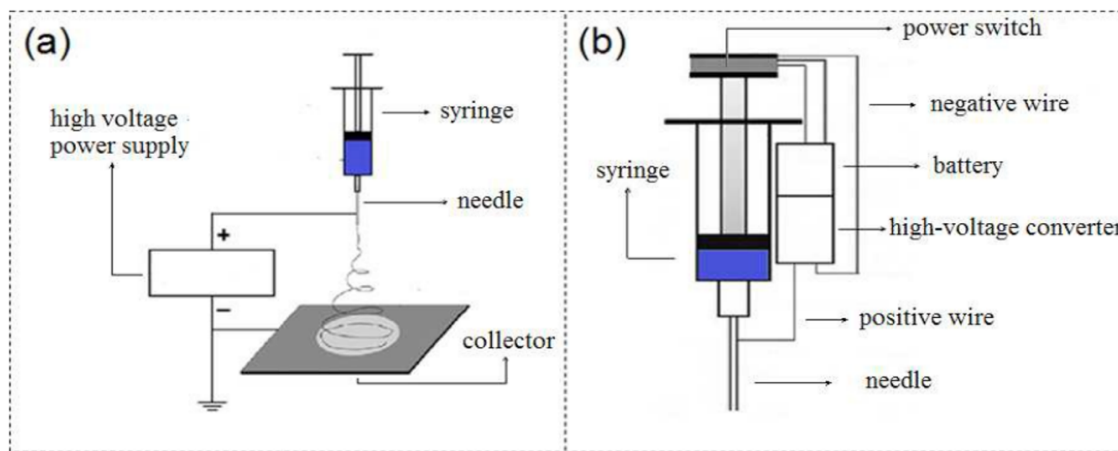 (a)
syringe
high voltage
power supply
needle
+
−
collector
(b)
power switch
negative wire
battery
syringe
high-voltage converter
positive wire
needle